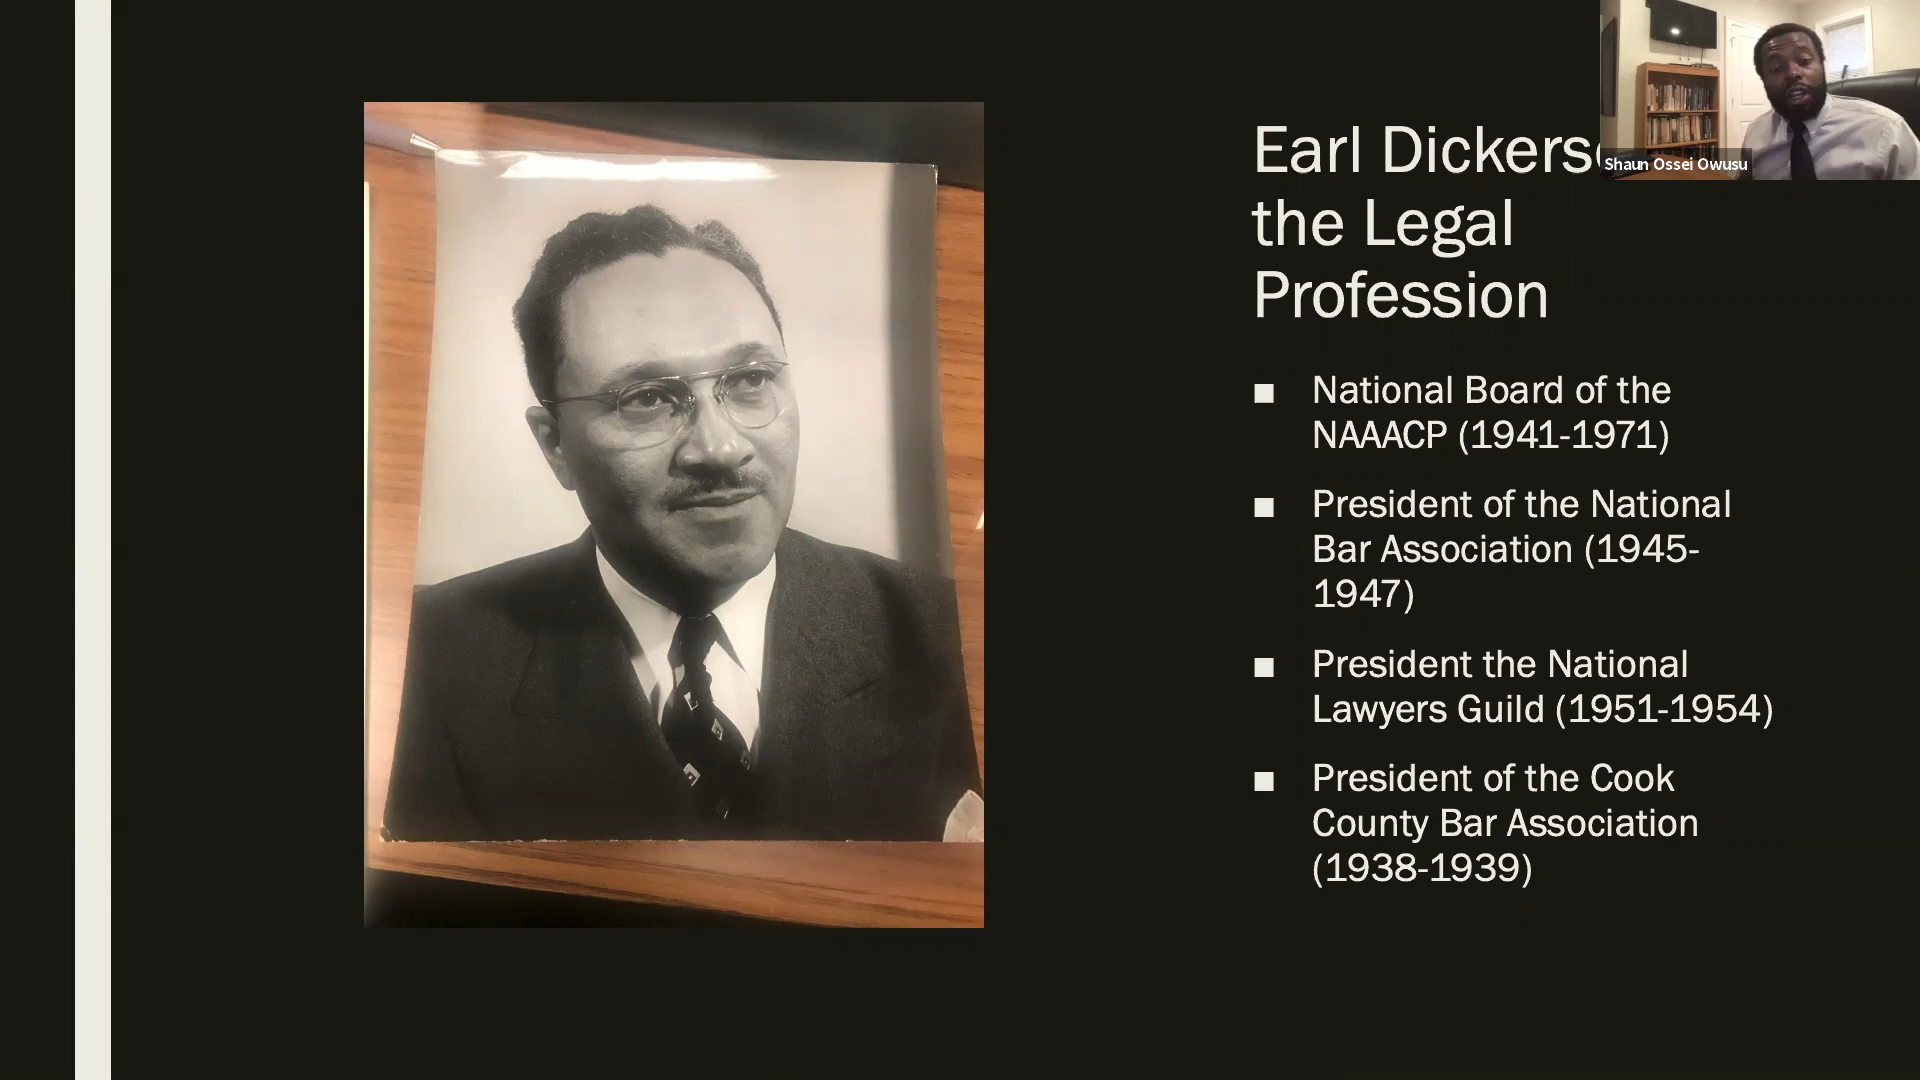 Earl Dickers
the Legal
Profession
Shaun Ossei Owusu
■ National Board of the
NAAACP (1941-1971)
■ President of the National
Bar Association (1945-
1947)
■ President the National
Lawyers Guild (1951-1954)
■ President of the Cook
County Bar Association
(1938-1939)